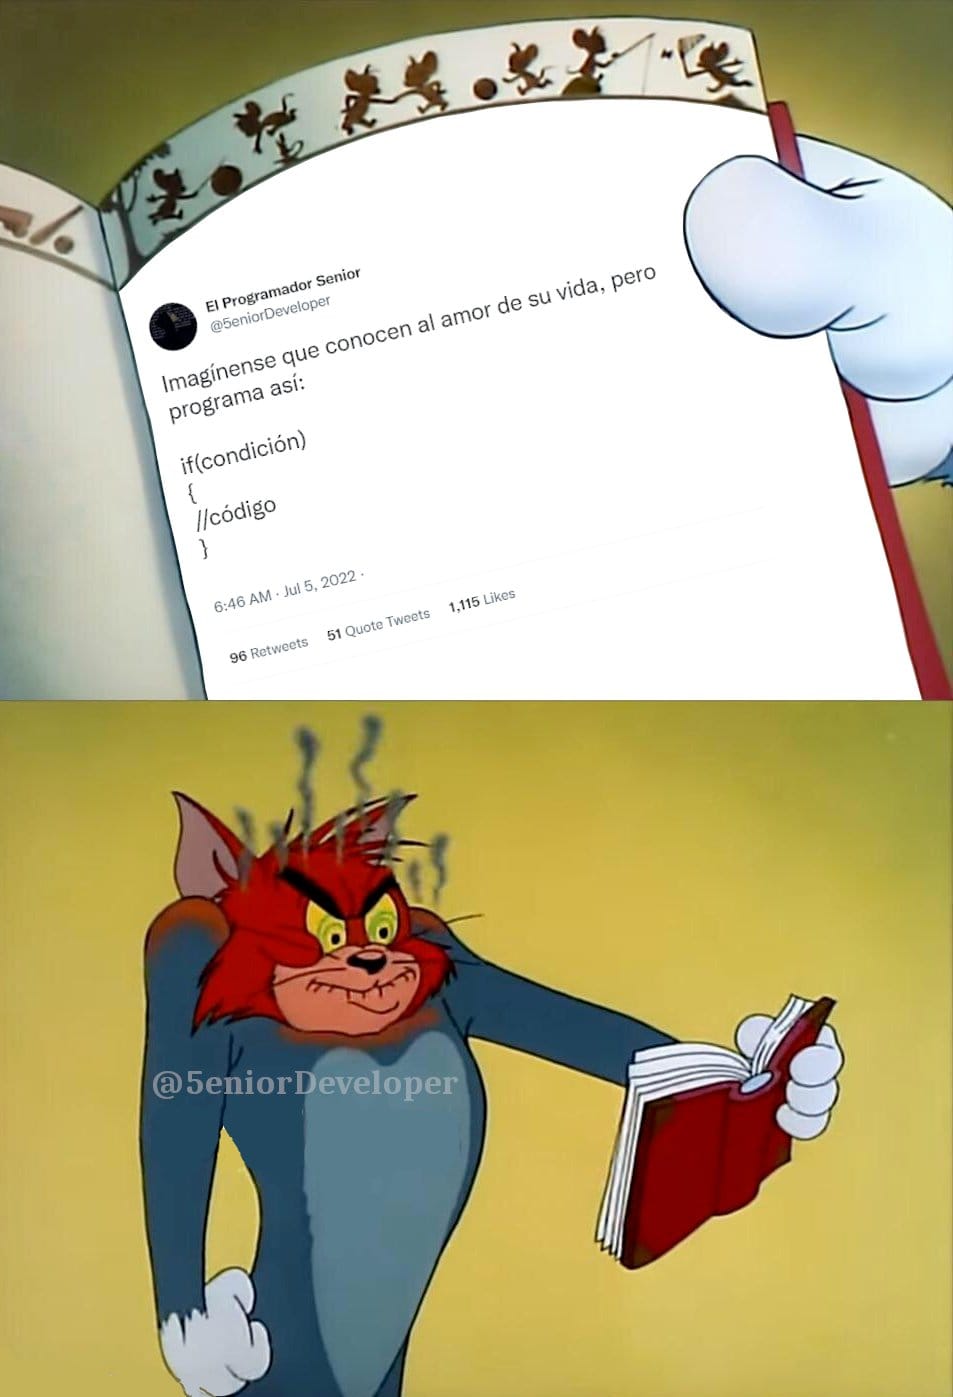 El Programador Senior
@5eniorDeveloper
Imagínense que conocen al amor de su vida, pero
programa así:
if(condición)
{
//código
}
6:46 AM · Jul 5, 2022 ·
96 Retweets 51 Quote Tweets 1,115 Likes
@5eniorDeveloper